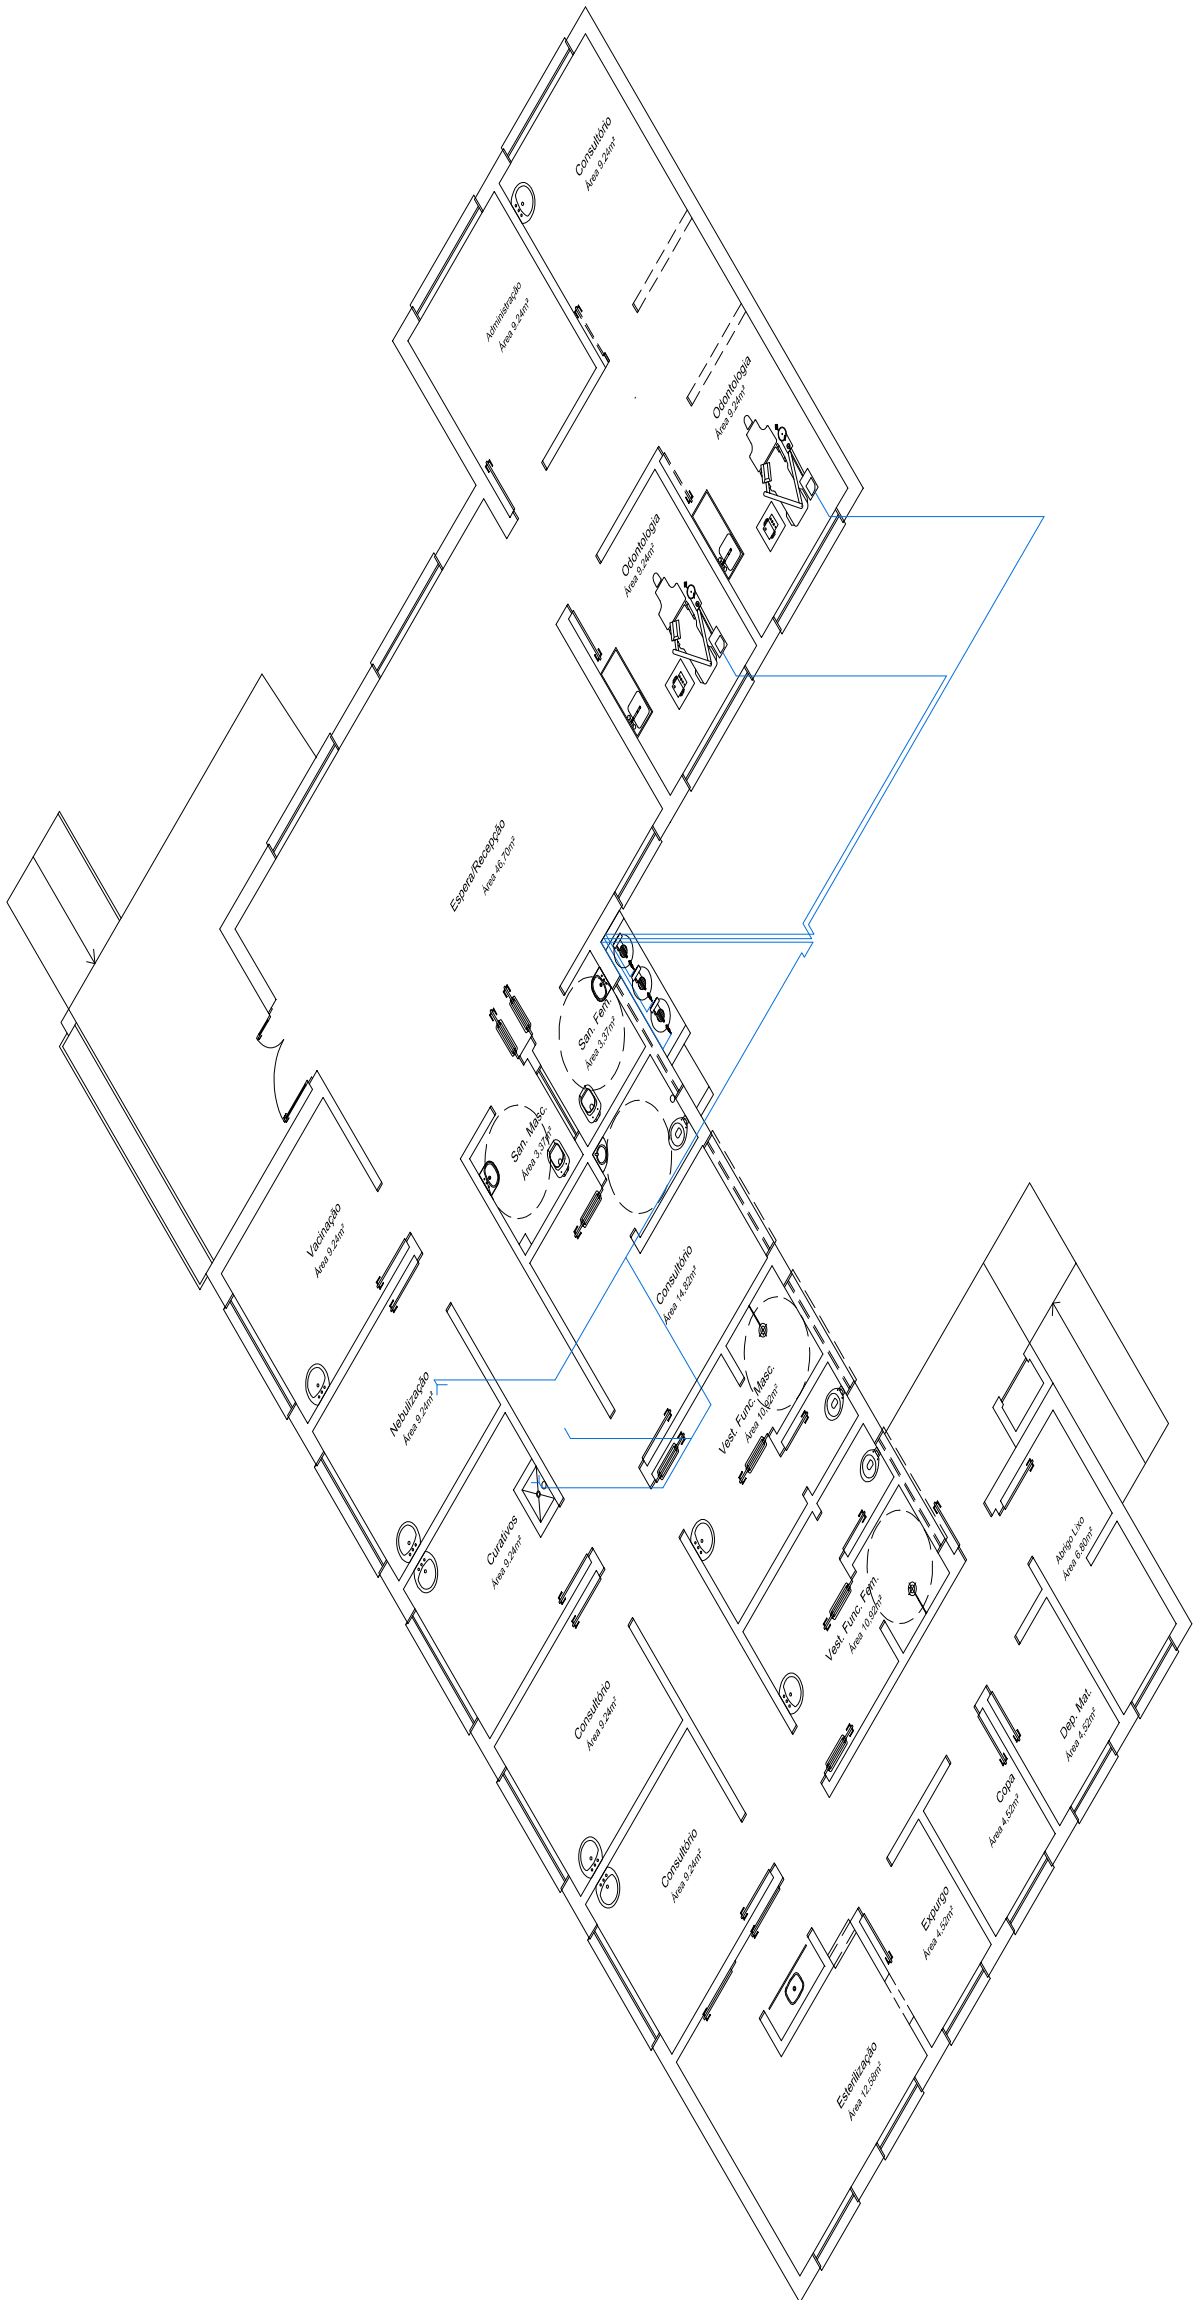 Consultório
Área 9.24m²
Administração
Área 9.24m²
Odontologia
Área 9.24m²
Odontologia
Área 9.24m²
Espera/Recepção
Área 46,70m²
San. Fem.
Área 3,37m²
San. Masc.
Área 3,37m²
Vacinação
Área 9.24m²
Consultório
Área 14,82m²
Nebulização
Área 9.24m²
Vest. Func. Masc.
Área 10,92m²
Curativos
Área 9.24m²
Abrigo Lixo
Área 6.80m²
Vest. Func. Fem.
Área 10,92m²
Consultório
Área 9.24m²
Dep. Mat.
Área 4,52m²
Copa
Área 4,52m²
Consultório
Área 9.24m²
Expurgo
Área 4,52m²
Esterilização
Área 12,58m²